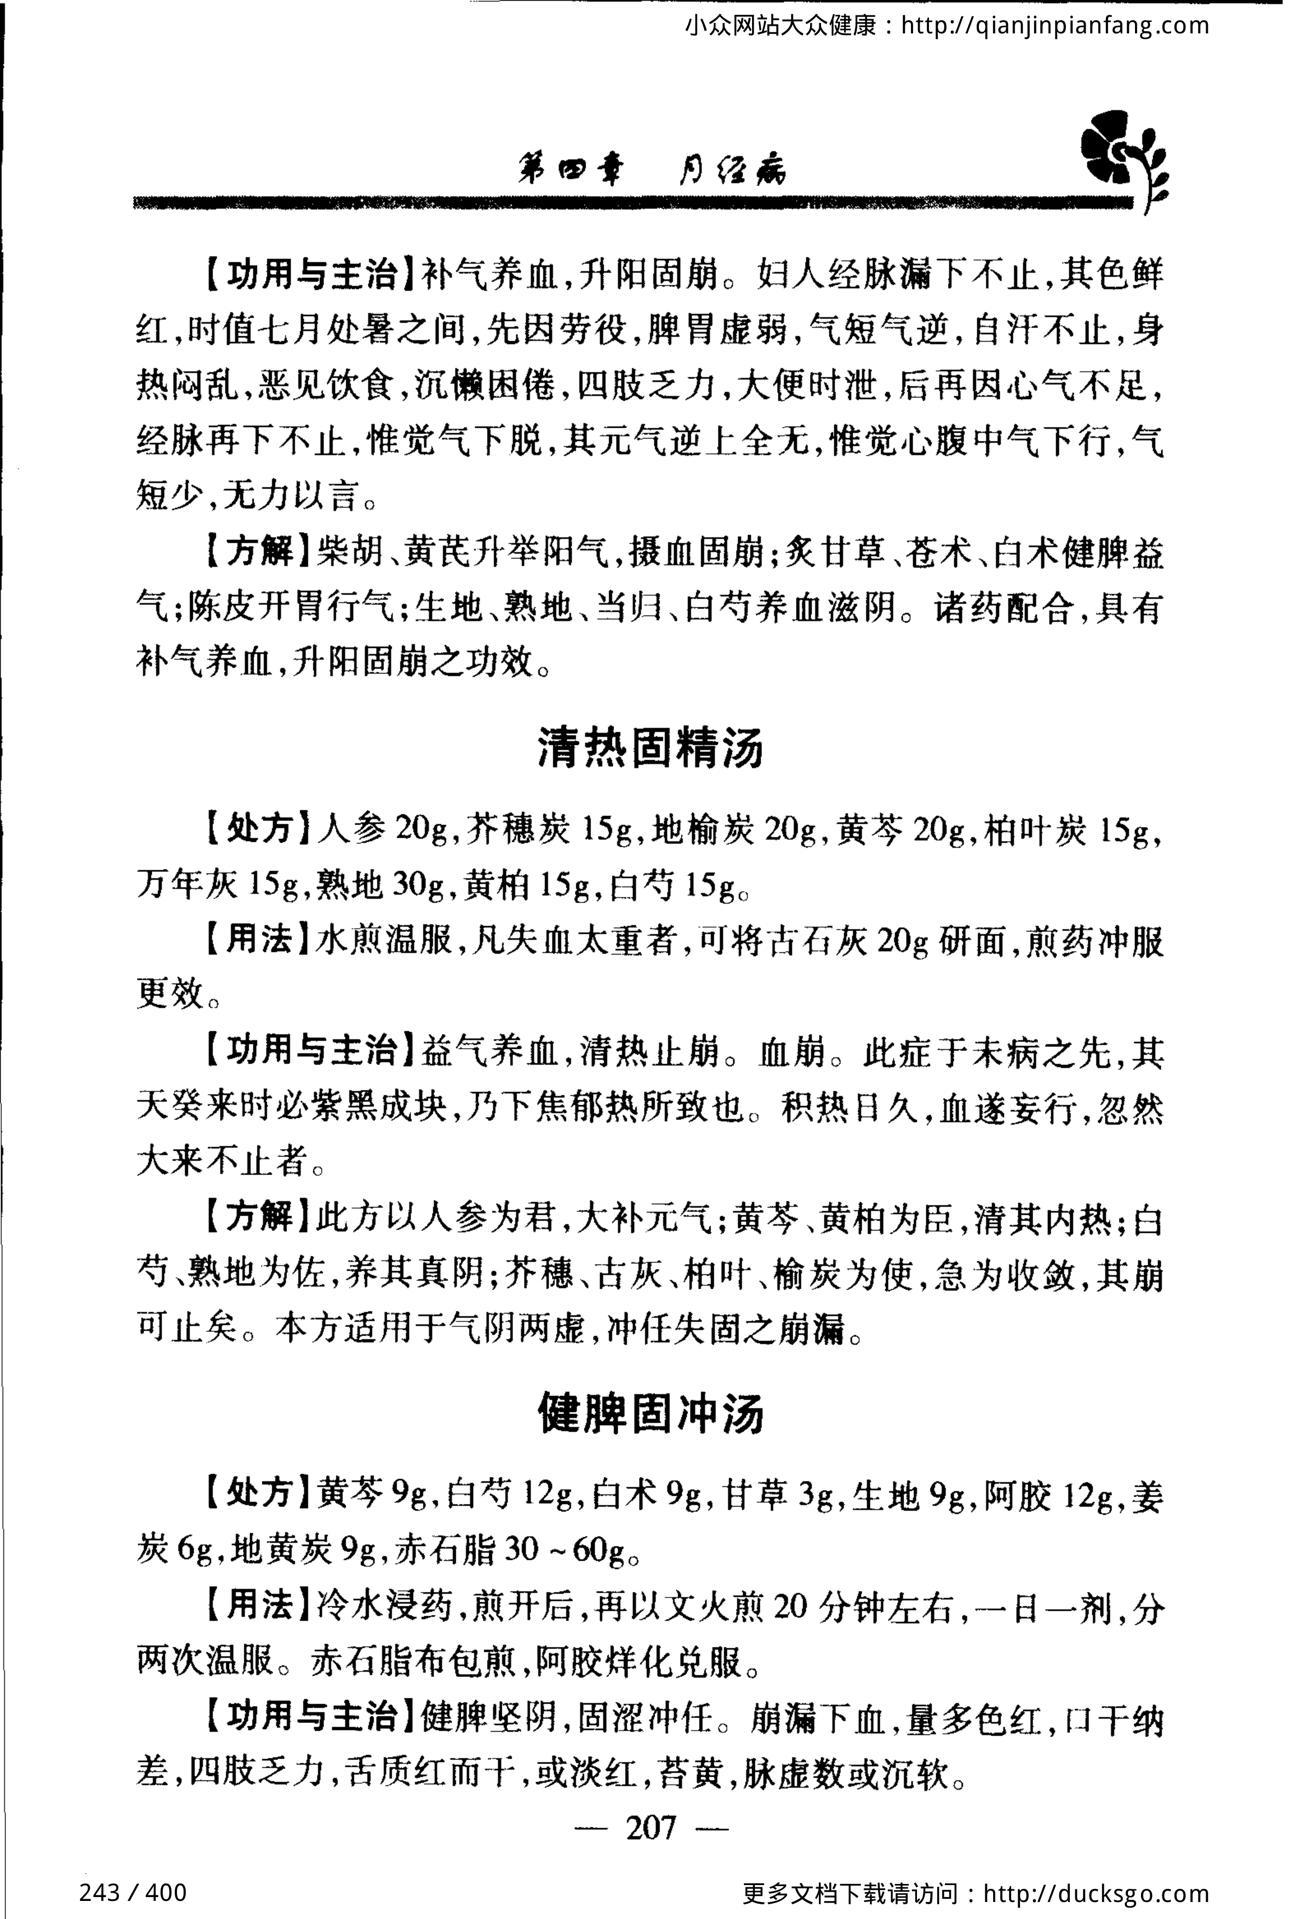 小众网站大众健康：http://qianjinpianfang.com
第四章 月经病
【功用与主治】补气养血,升阳固崩。妇人经脉漏下不止,其色鲜
红,时值七月处暑之间,先因劳役,脾胃虚弱,气短气逆,自汗不止,身
热闷乱,恶见饮食,沉懒困倦,四肢乏力,大便时泄,后再因心气不足,
经脉再下不止,惟觉气下脱,其元气逆上全无,惟觉心腹中气下行,气
短少,无力以言。
【方解】柴胡、黄芪升举阳气,摄血固崩;炙甘草、苍术、白术健脾益
气;陈皮开胃行气;生地、熟地、当归、白芍养血滋阴。诸药配合,具有
补气养血,升阳固崩之功效。
清热固精汤
【处方】人参 20g,芥穗炭 15g,地榆炭 20g,黄芩 20g,柏叶炭 15g,
万年灰 15g,熟地 30g,黄柏 15g,白芍 15g。
【用法】水煎温服,凡失血太重者,可将古石灰 20g 研面,煎药冲服
更效。
【功用与主治】益气养血,清热止崩。血崩。此症于未病之先,其
天癸来时必紫黑成块,乃下焦郁热所致也。积热日久,血遂妄行,忽然
大来不止者。
【方解】此方以人参为君,大补元气;黄芩、黄柏为臣,清其内热;白
芍、熟地为佐,养其真阴;芥穗、古灰、柏叶、榆炭为使,急为收敛,其崩
可止矣。本方适用于气阴两虚,冲任失固之崩漏。
健脾固冲汤
【处方】黄芩 9g,白芍 12g,白术 9g,甘草 3g,生地 9g,阿胶 12g,姜
炭 6g,地黄炭 9g,赤石脂 30～60g。
【用法】冷水浸药,煎开后,再以文火煎 20 分钟左右,一日一剂,分
两次温服。赤石脂布包煎,阿胶烊化兑服。
【功用与主治】健脾坚阴,固涩冲任。崩漏下血,量多色红,口干纳
差,四肢乏力,舌质红而干,或淡红,苔黄,脉虚数或沉软。
— 207 —
243 / 400
更多文档下载请访问：http://ducksgo.com